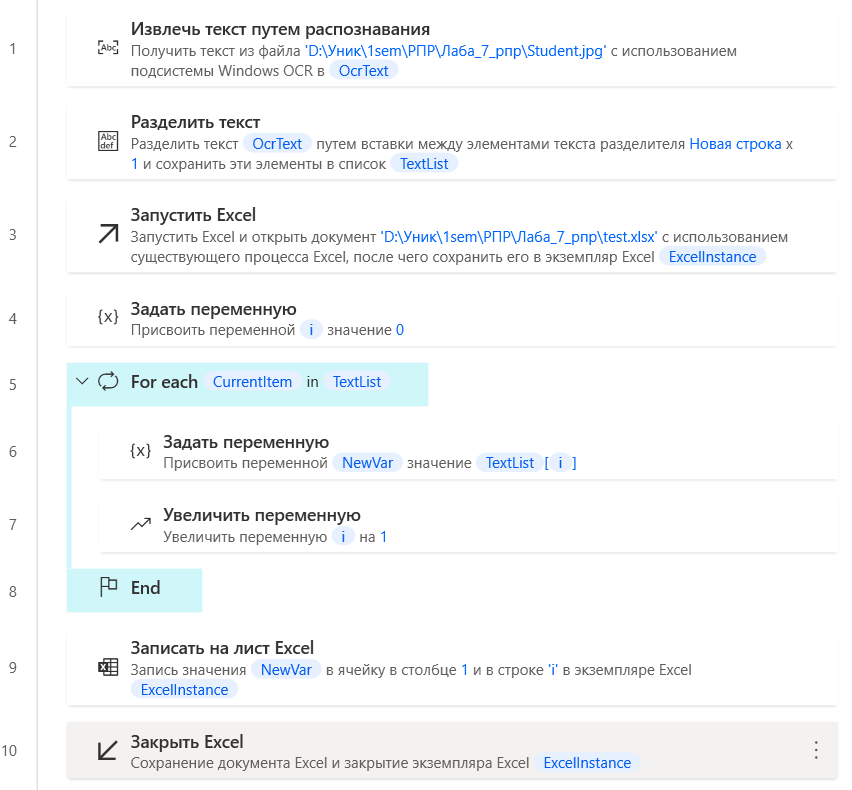 1
Извлечь текст путем распознавания
Получить текст из файла 'D:\Уник\1sem\РПР\Лаба_7_рпр\Student.jpg' с использованием
подсистемы Windows OCR в OcrText
2
Abc
def
Разделить текст
Разделить текст OcrText путем вставки между элементами текста разделителя Новая строка x
1 и сохранить эти элементы в список TextList
3
Запустить Excel
Запустить Excel и открыть документ 'D:\Уник\1sem\РПР\Лаба_7_рпр\test.xlsx' с использованием
существующего процесса Excel, после чего сохранить его в экземпляр Excel ExcelInstance
4
{x}
Задать переменную
Присвоить переменной i значение 0
5
For each CurrentItem in TextList
6
{x}
Задать переменную
Присвоить переменной NewVar значение TextList [ i ]
7
Увеличить переменную
Увеличить переменную i на 1
8
End
9
Записать на лист Excel
Запись значения NewVar в ячейку в столбце 1 и в строке 'i' в экземпляре Excel
ExcelInstance
10
Закрыть Excel
Сохранение документа Excel и закрытие экземпляра Excel ExcelInstance